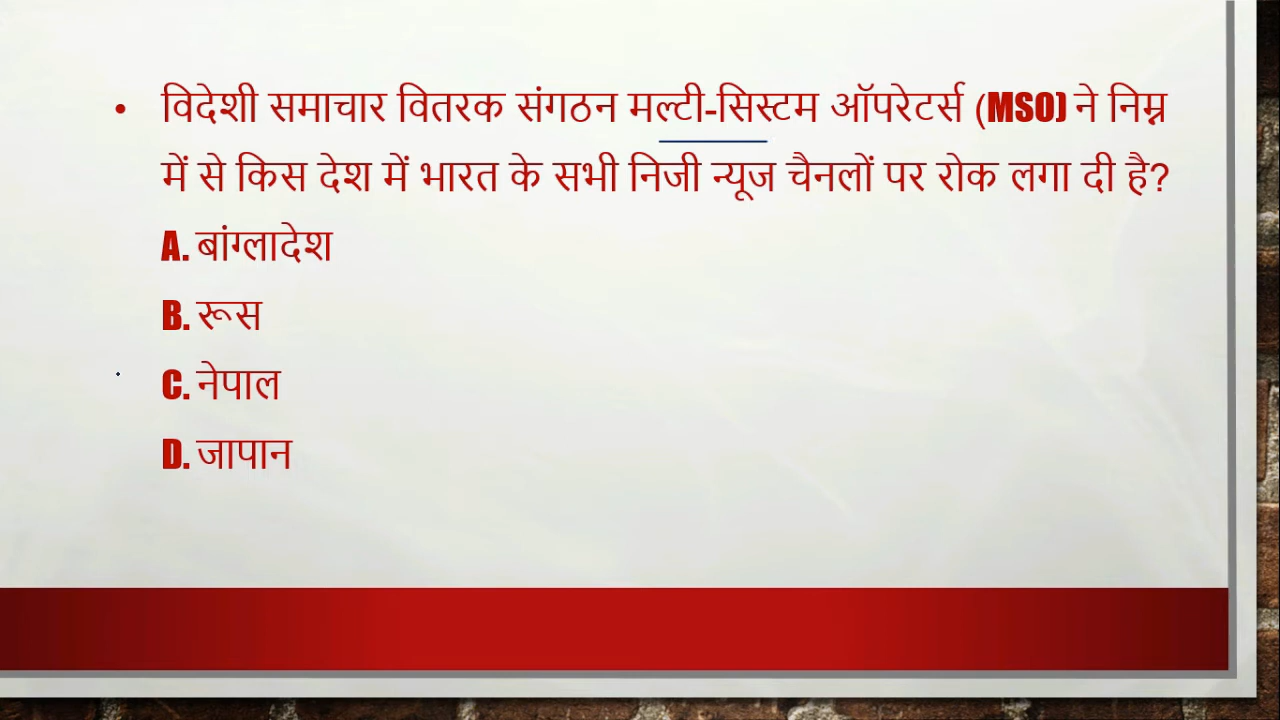 • विदेशी समाचार वितरक संगठन मल्टी-सिस्टम ऑपरेटर्स (MSO) ने निम्न
में से किस देश में भारत के सभी निजी न्यूज चैनलों पर रोक लगा दी है?
A. बांग्लादेश
B. रूस
C. नेपाल
D. जापान